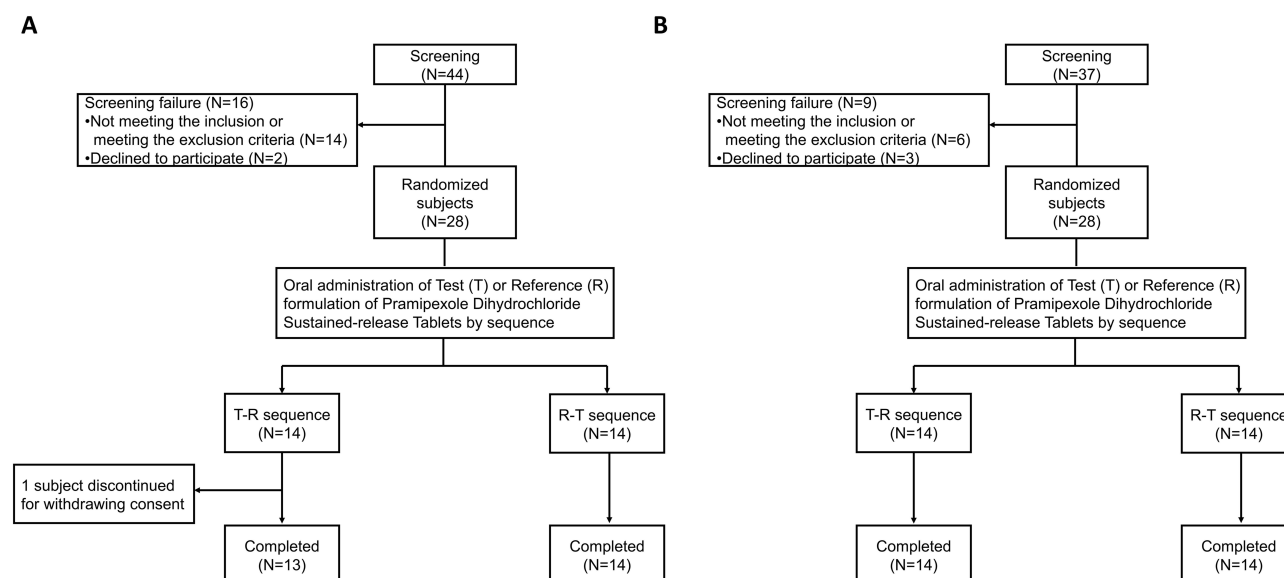 A
Screening
(N=44)
Screening failure (N=16)
•Not meeting the inclusion or
meeting the exclusion criteria (N=14)
•Declined to participate (N=2)
Randomized
subjects
(N=28)
Oral administration of Test (T) or Reference (R)
formulation of Pramipexole Dihydrochloride
Sustained-release Tablets by sequence
T-R sequence
(N=14)
R-T sequence
(N=14)
1 subject discontinued
for withdrawing consent
Completed
(N=13)
Completed
(N=14)
B
Screening
(N=37)
Screening failure (N=9)
•Not meeting the inclusion or
meeting the exclusion criteria (N=6)
•Declined to participate (N=3)
Randomized
subjects
(N=28)
Oral administration of Test (T) or Reference (R)
formulation of Pramipexole Dihydrochloride
Sustained-release Tablets by sequence
T-R sequence
(N=14)
R-T sequence
(N=14)
Completed
(N=14)
Completed
(N=14)